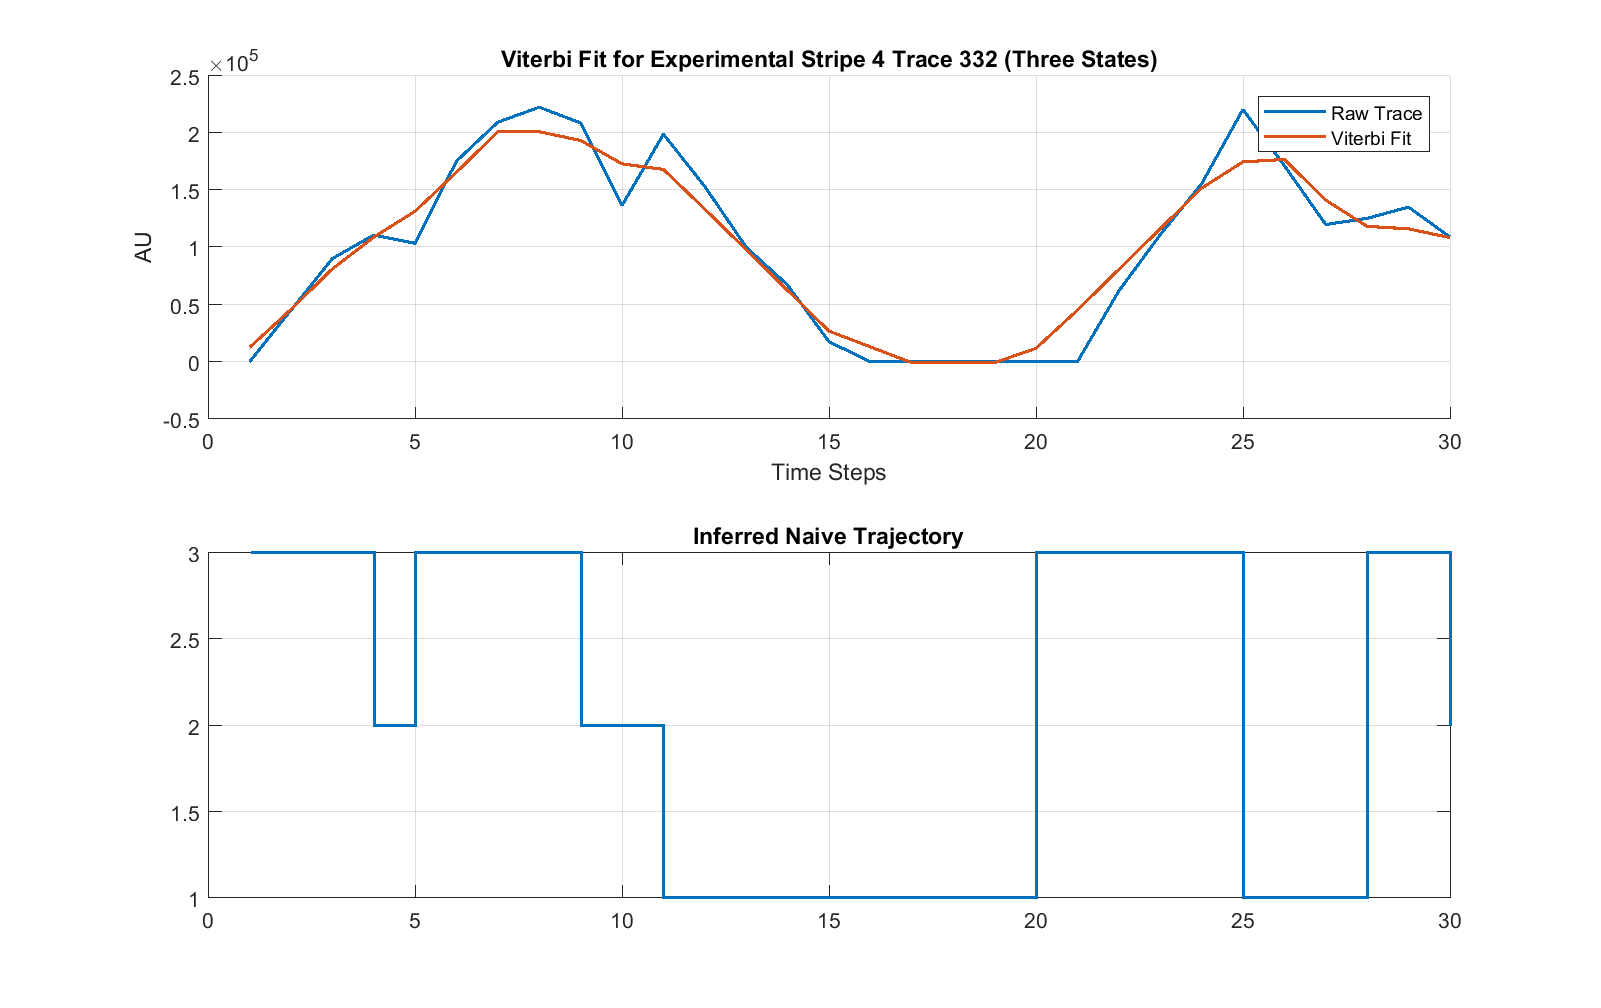 Viterbi Fit for Experimental Stripe 4 Trace 332 (Three States)
×10^5
2.5
2
1.5
1
0.5
0
-0.5
AU
Raw Trace
Viterbi Fit
0 5 10 15 20 25 30
Time Steps
Inferred Naive Trajectory
3
2.5
2
1.5
1
0 5 10 15 20 25 30